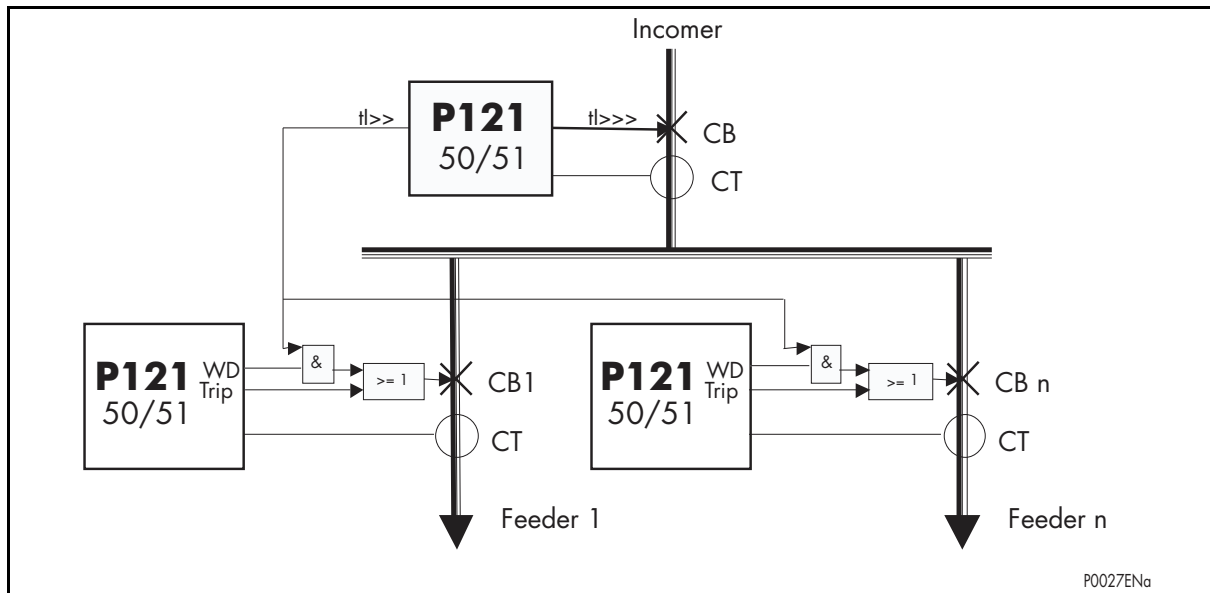 Incomer
tI>>
P121
50/51
tI>>>
CB
CT
P121
50/51
WD
Trip
&
>= 1
CB1
CT
Feeder 1
P121
50/51
WD
Trip
&
>= 1
CB n
CT
Feeder n
P0027ENa